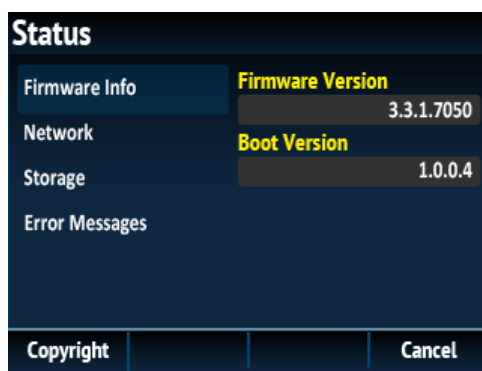 Status
Firmware Info
Network
Storage
Error Messages
Firmware Version
3.3.1.7050
Boot Version
1.0.0.4
Copyright
Cancel